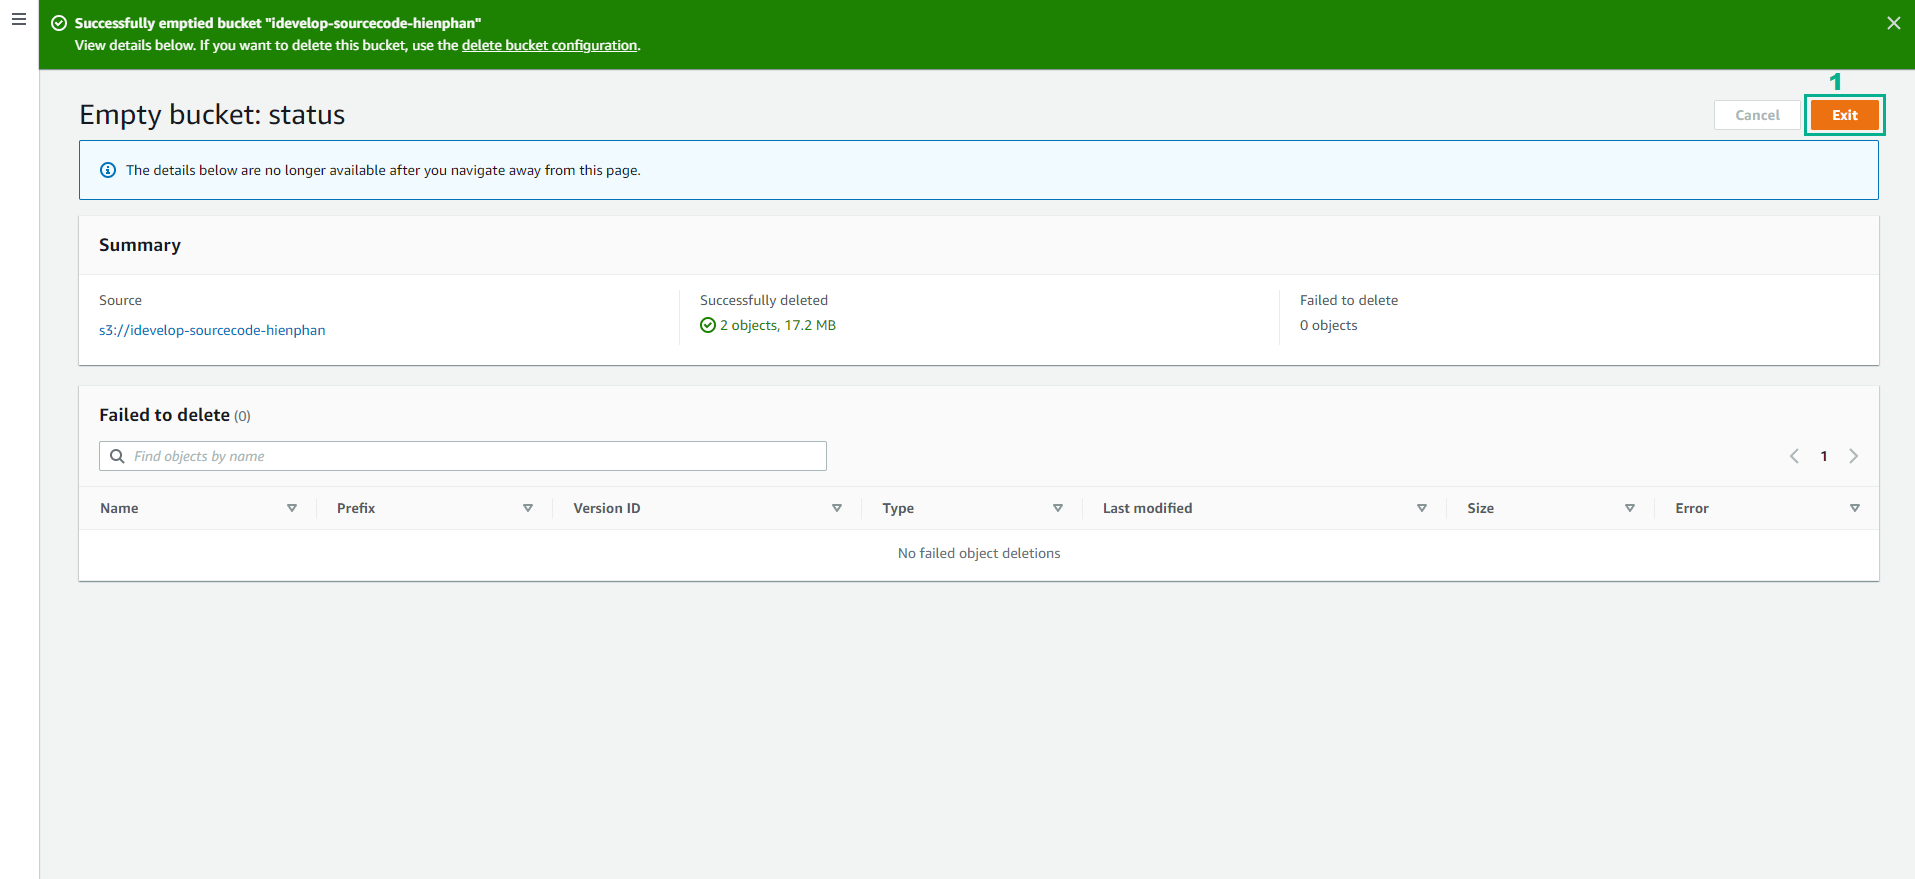 Successfully emptied bucket "idevelop-sourcecode-hienphan"
View details below. If you want to delete this bucket, use the delete bucket configuration.
1
Empty bucket: status
Cancel
Exit
The details below are no longer available after you navigate away from this page.
Summary
Source
s3://idevelop-sourcecode-hienphan
Successfully deleted
2 objects, 17.2 MB
Failed to delete
0 objects
Failed to delete (0)
Find objects by name
1
Name Prefix Version ID Type Last modified Size Error
No failed object deletions